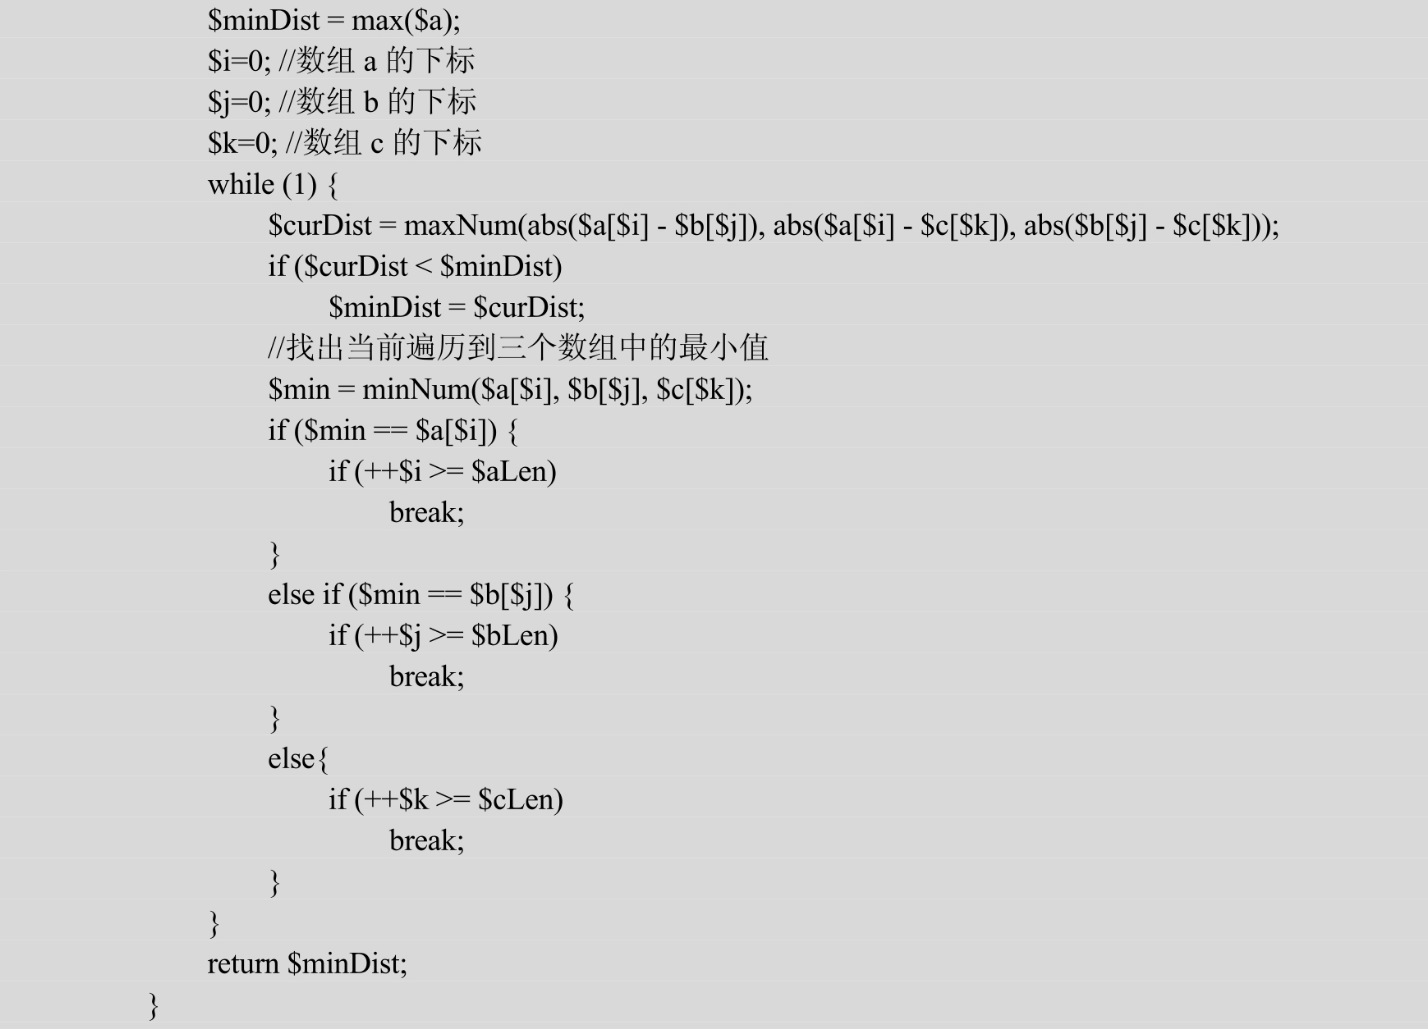 $minDist = max($a);
$i=0; //数组 a 的下标
$j=0; //数组 b 的下标
$k=0; //数组 c 的下标
while (1) {
$curDist = maxNum(abs($a[$i] - $b[$j]), abs($a[$i] - $c[$k]), abs($b[$j] - $c[$k]));
if ($curDist < $minDist)
$minDist = $curDist;
//找出当前遍历到三个数组中的最小值
$min = minNum($a[$i], $b[$j], $c[$k]);
if ($min == $a[$i]) {
if (++$i >= $aLen)
break;
}
else if ($min == $b[$j]) {
if (++$j >= $bLen)
break;
}
else{
if (++$k >= $cLen)
break;
}
}
return $minDist;
}